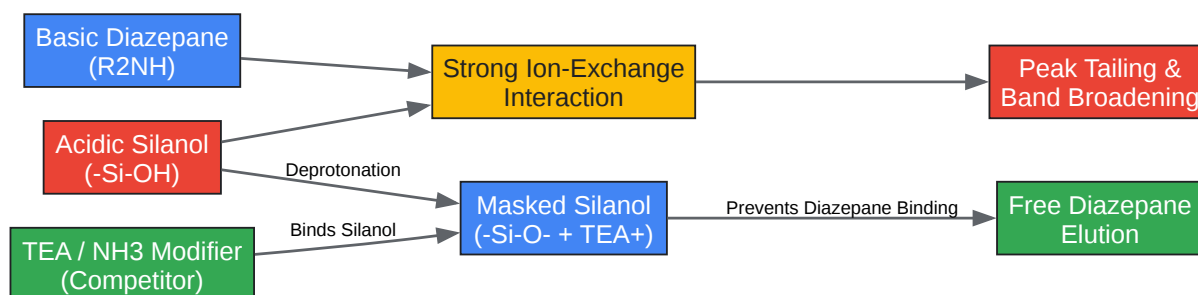 Basic Diazepane
(R2NH)
Strong Ion-Exchange
Interaction
Peak Tailing &
Band Broadening
Acidic Silanol
(-Si-OH)
Deprotonation
Masked Silanol
(-Si-O- + TEA+)
Prevents Diazepane Binding
Free Diazepane
Elution
Binds Silanol
TEA / NH3 Modifier
(Competitor)